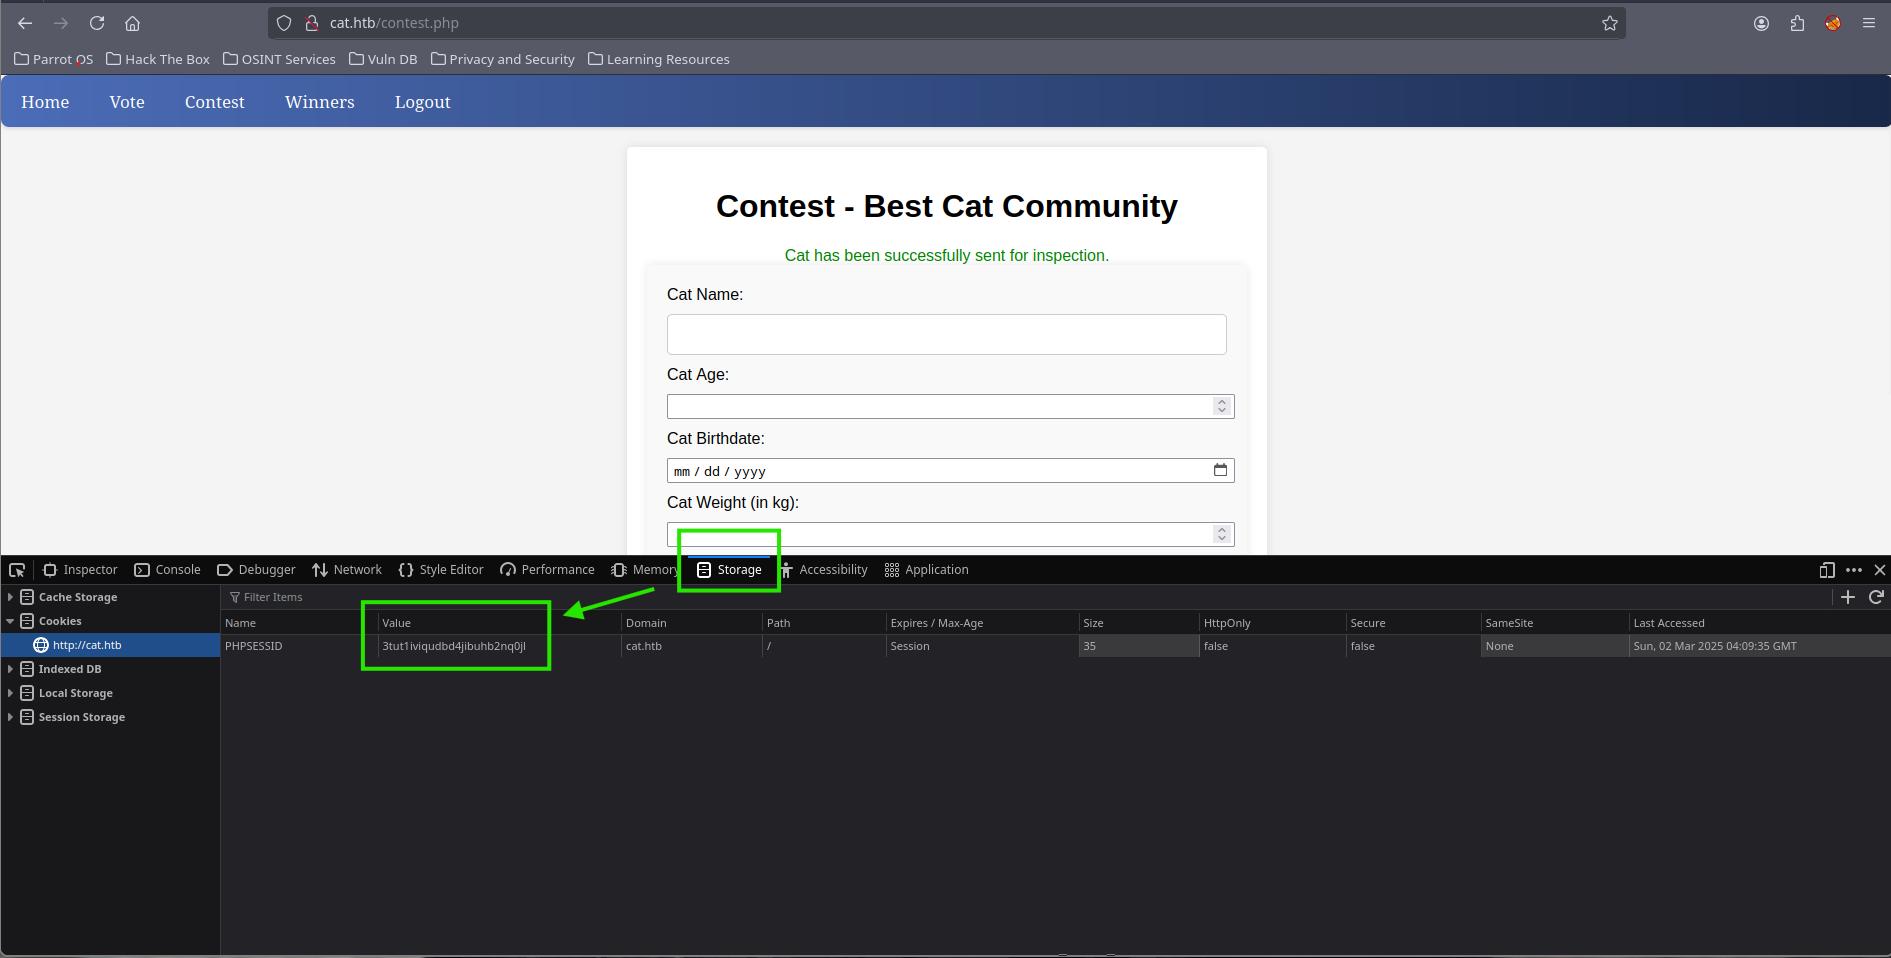 cat.htb/contest.php
Parrot OS Hack The Box OSINT Services Vuln DB Privacy and Security Learning Resources
Home Vote Contest Winners Logout
Contest - Best Cat Community
Cat has been successfully sent for inspection.
Cat Name:
Cat Age:
Cat Birthdate:
mm / dd / yyyy
Cat Weight (in kg):
Inspector Console Debugger Network Style Editor Performance Memory Storage Accessibility Application
Cache Storage
Filter Items
Cookies
Name Value Domain Path Expires / Max-Age Size HttpOnly Secure SameSite Last Accessed
http://cat.htb
PHPSESSID 3tut1iviqudbd4jibuhb2nq0jl cat.htb / Session 35 false false None Sun, 02 Mar 2025 04:09:35 GMT
Indexed DB
Local Storage
Session Storage